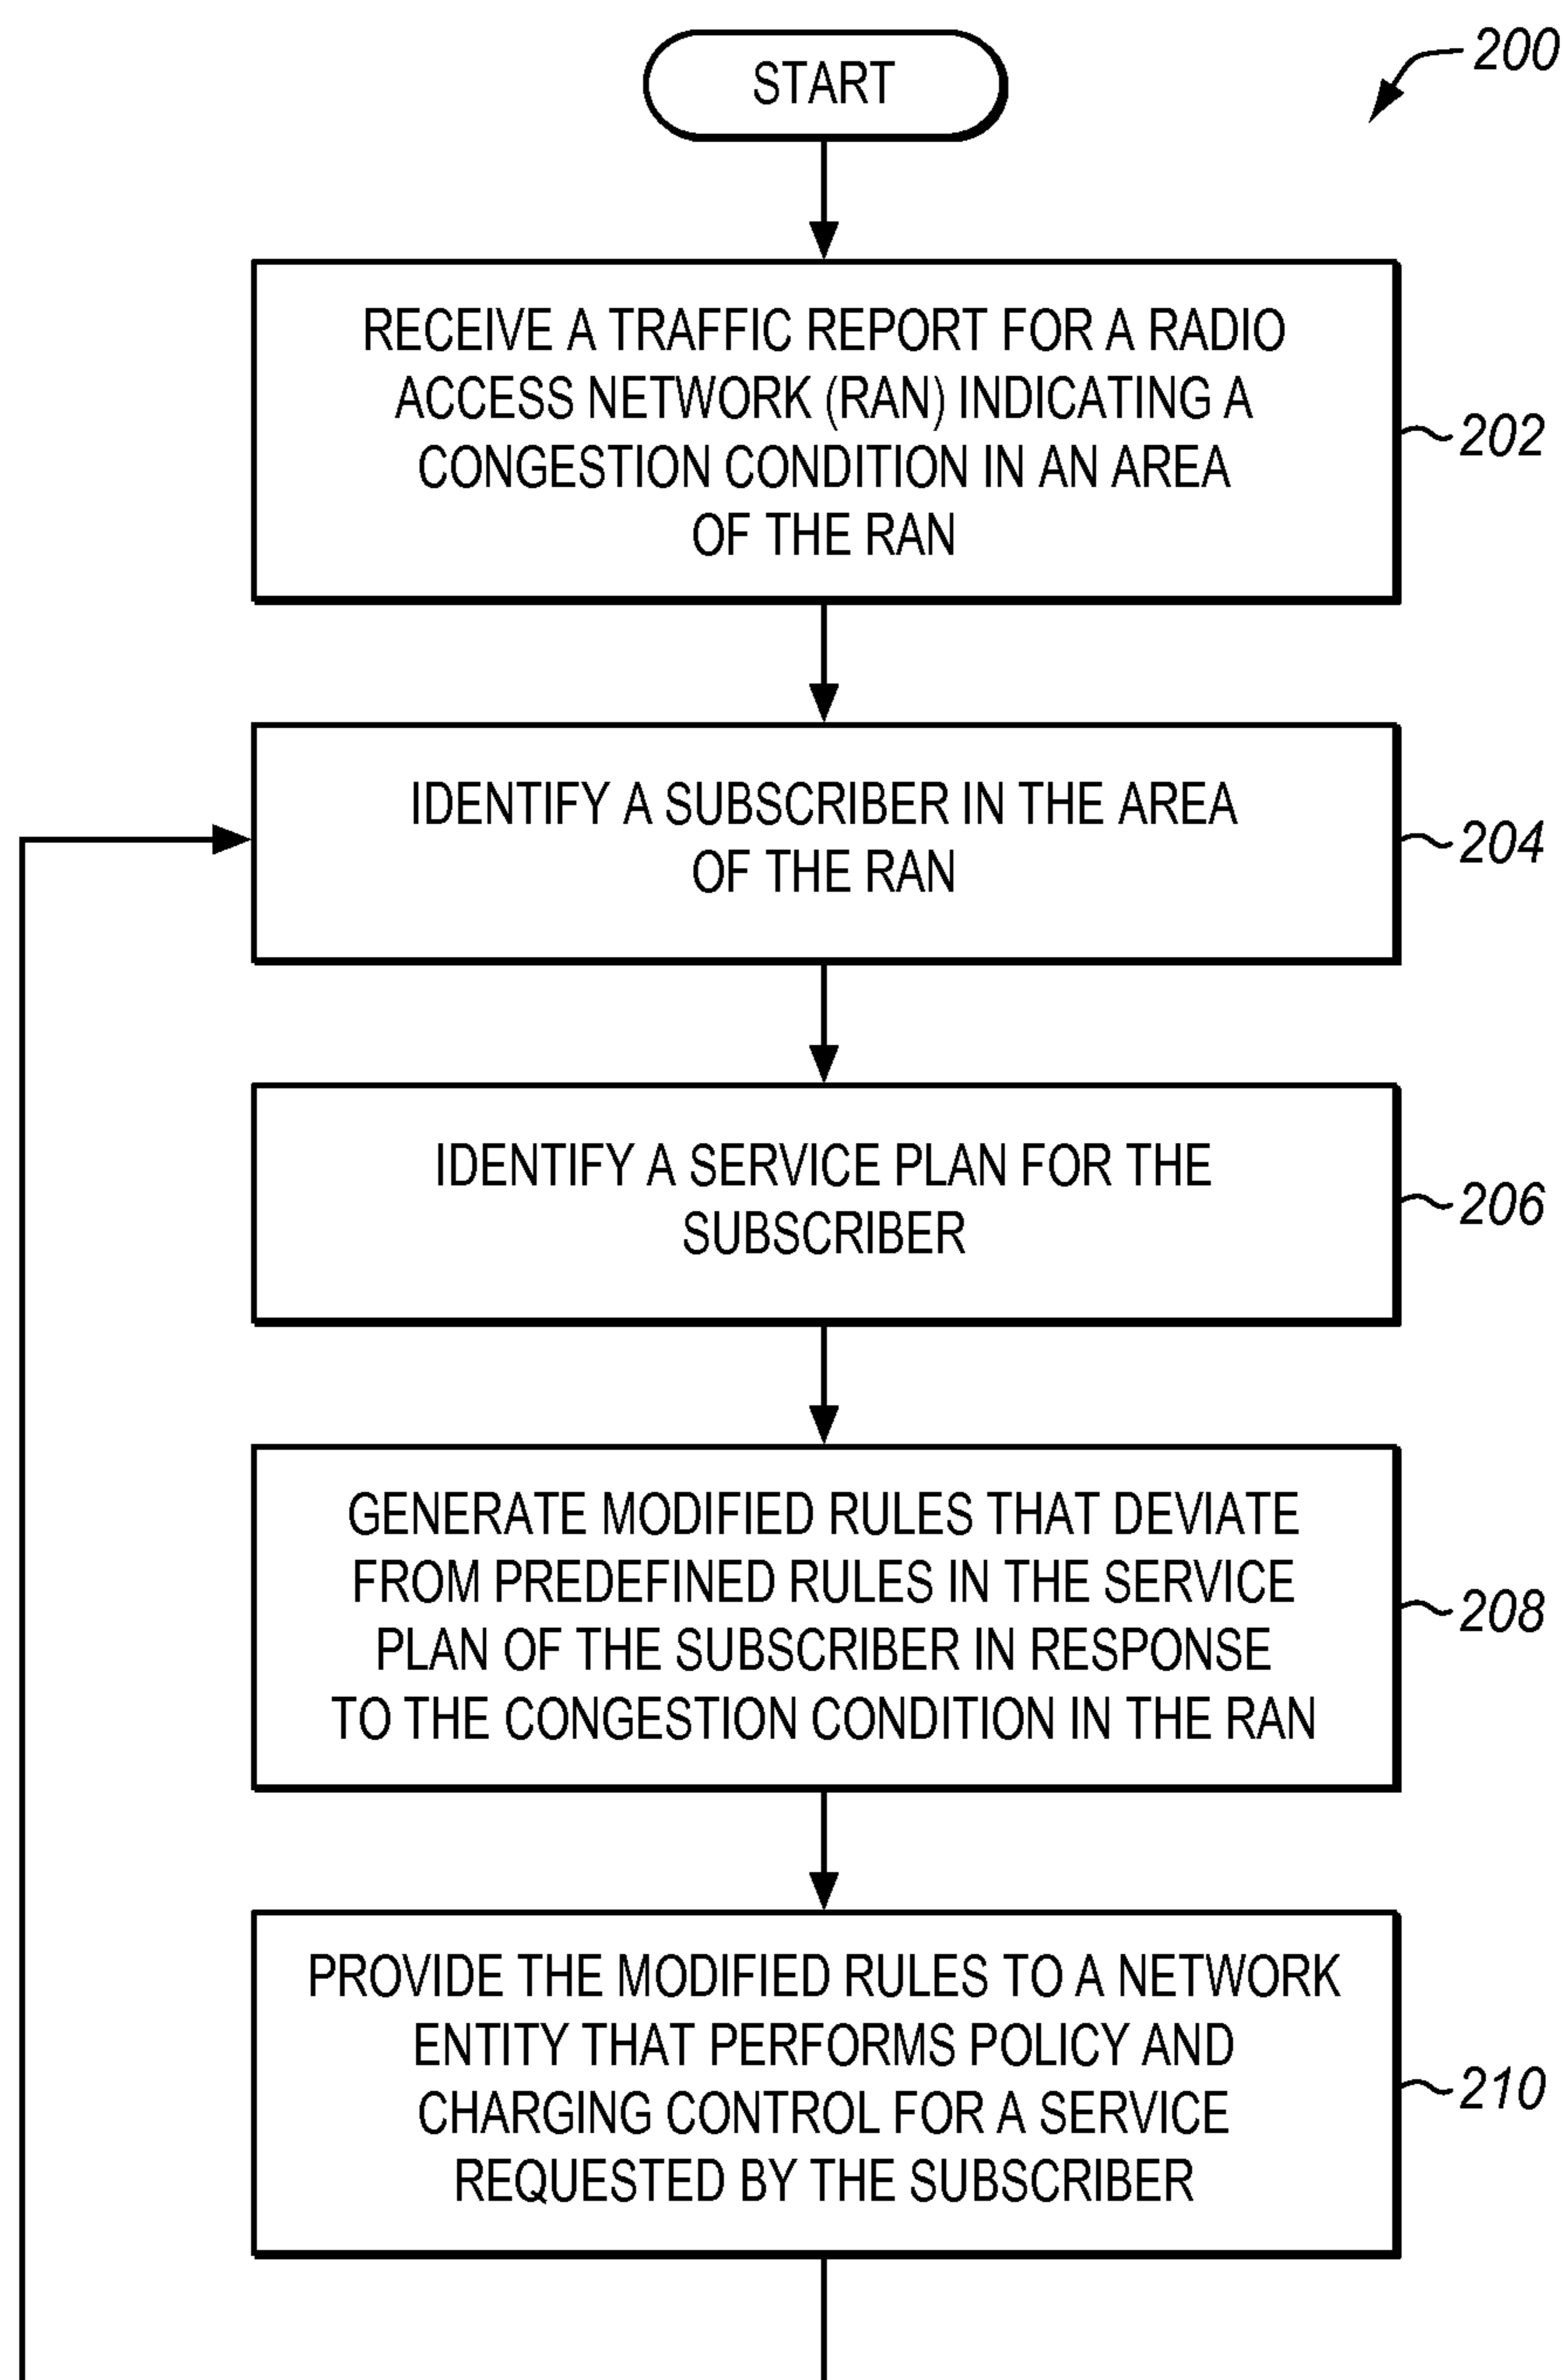 START
200
RECEIVE A TRAFFIC REPORT FOR A RADIO
ACCESS NETWORK (RAN) INDICATING A
CONGESTION CONDITION IN AN AREA
OF THE RAN
202
IDENTIFY A SUBSCRIBER IN THE AREA
OF THE RAN
204
IDENTIFY A SERVICE PLAN FOR THE
SUBSCRIBER
206
GENERATE MODIFIED RULES THAT DEVIATE
FROM PREDEFINED RULES IN THE SERVICE
PLAN OF THE SUBSCRIBER IN RESPONSE
TO THE CONGESTION CONDITION IN THE RAN
208
PROVIDE THE MODIFIED RULES TO A NETWORK
ENTITY THAT PERFORMS POLICY AND
CHARGING CONTROL FOR A SERVICE
REQUESTED BY THE SUBSCRIBER
210